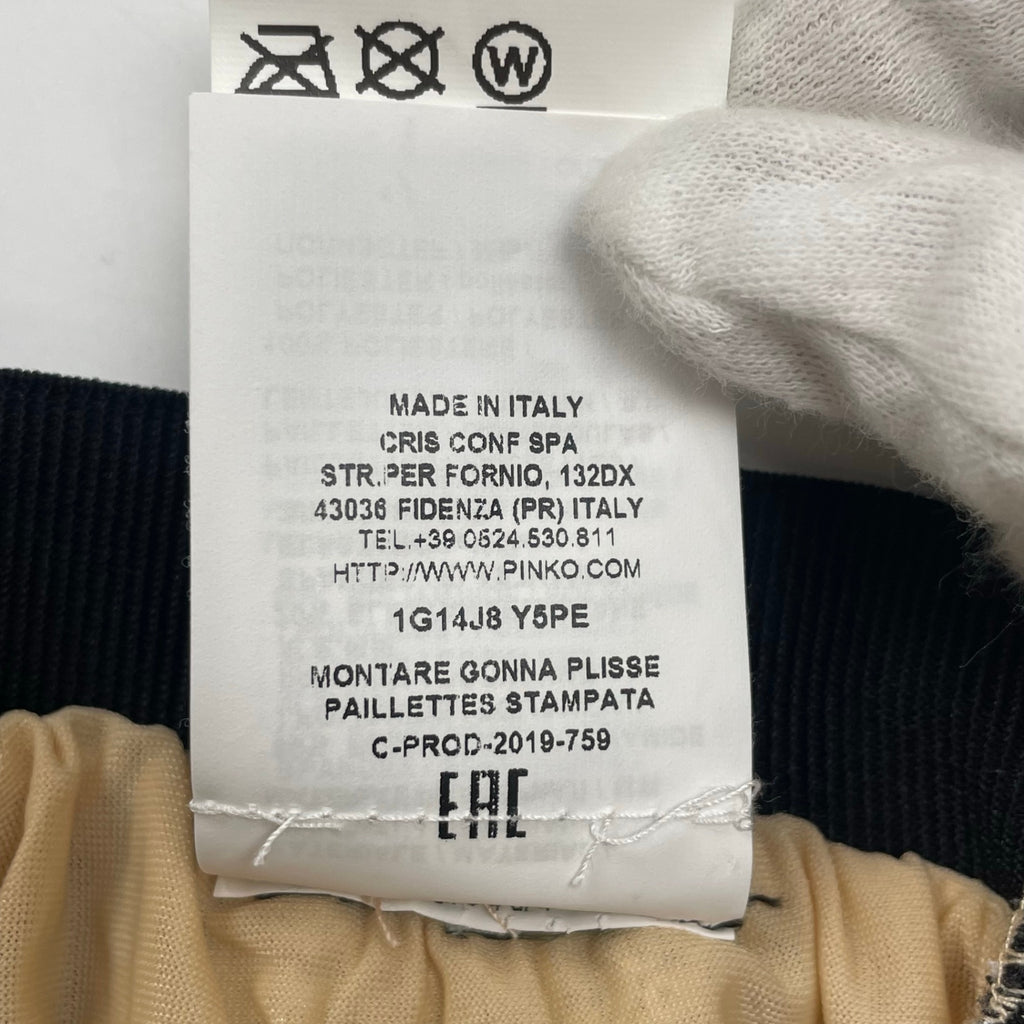 W
MADE IN ITALY
CRIS CONF SPA
STR.PER FORNIO, 132DX
43036 FIDENZA (PR) ITALY
TEL.+39 0524.530.811
HTTP://WWW.PINKO.COM
1G14J8 Y5PE
MONTARE GONNA PLISSE
PAILLETTES STAMPATA
C-PROD-2019-759
EAC